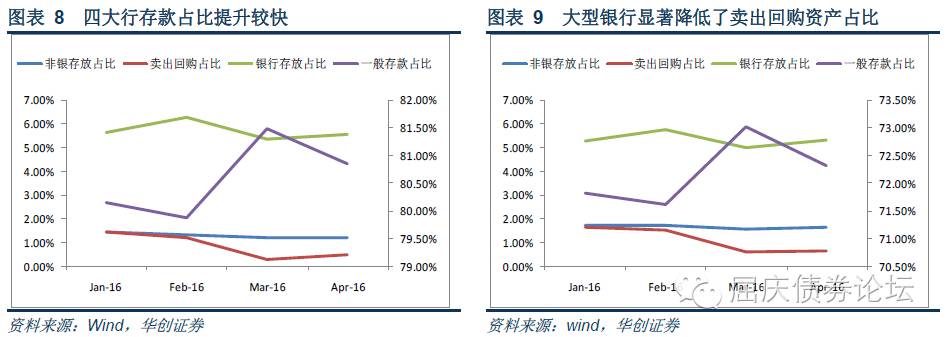 图表 8 四大行存款占比提升较快
非银存放占比 卖出回购占比 银行存放占比 一般存款占比
7.00% 82.00%
6.00% 81.50%
5.00% 81.00%
4.00% 80.50%
3.00% 80.00%
2.00% 79.50%
1.00% 79.00%
0.00%
Jan-16 Feb-16 Mar-16 Apr-16
资料来源：Wind，华创证券
图表 9 大型银行显著降低了卖出回购资产占比
非银存放占比 卖出回购占比 银行存放占比 一般存款占比
7.00% 73.50%
6.00% 73.00%
5.00% 72.50%
4.00% 72.00%
3.00% 71.50%
2.00% 71.00%
1.00% 70.50%
0.00%
Jan-16 Feb-16 Mar-16 Apr-16
资料来源：wind，华创证券
屈庆债券论坛